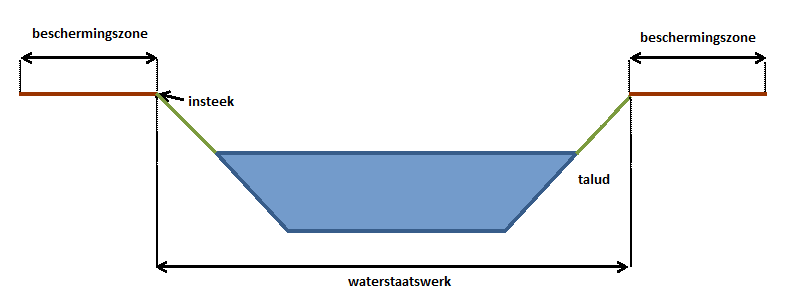 beschermingszone
beschermingszone
insteek
talud
waterstaatswerk